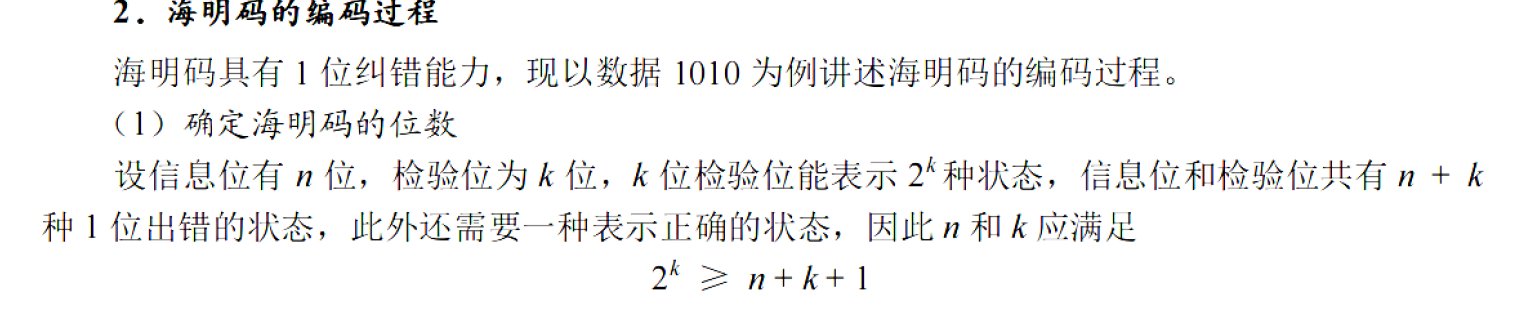 2．海明码的编码过程
海明码具有 1 位纠错能力，现以数据 1010 为例讲述海明码的编码过程。
（1）确定海明码的位数
设信息位有 n 位，检验位为 k 位，k 位检验位能表示 2ᵏ 种状态，信息位和检验位共有 n + k
种 1 位出错的状态，此外还需要一种表示正确的状态，因此 n 和 k 应满足
2ᵏ ≥ n + k + 1